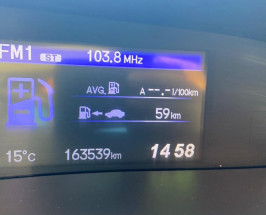 FM1 ST 103.8 MHz
AVG. A --.- l/100km
59 km
15°C 163539km 14 58